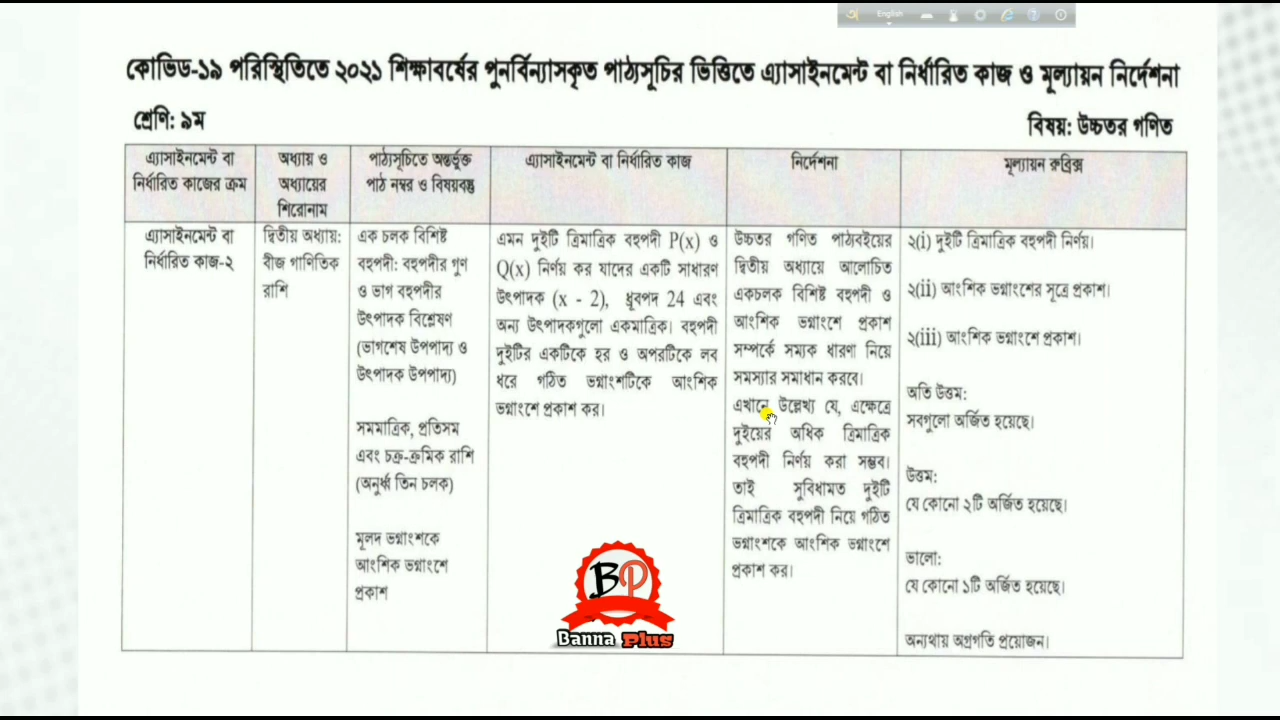 English
কোভিড-১৯ পরিস্থিতিতে ২০২১ শিক্ষাবর্ষের পুনর্বিন্যাসকৃত পাঠ্যসূচির ভিত্তিতে এ্যাসাইনমেন্ট বা নির্ধারিত কাজ ও মূল্যায়ন নির্দেশনা
শ্রেণি: ৯ম
বিষয়: উচ্চতর গণিত
এ্যাসাইনমেন্ট বা
নির্ধারিত কাজের ক্রম
অধ্যায় ও
অধ্যায়ের
শিরোনাম
পাঠ্যসূচিতে অন্তর্ভুক্ত
পাঠ নম্বর ও বিষয়বস্তু
এ্যাসাইনমেন্ট বা নির্ধারিত কাজ
নির্দেশনা
মূল্যায়ন রুব্রিক্স
এ্যাসাইনমেন্ট বা
নির্ধারিত কাজ-২
দ্বিতীয় অধ্যায়:
বীজ গাণিতিক
রাশি
এক চলক বিশিষ্ট
বহুপদী: বহুপদীর গুণ
ও ভাগ বহুপদীর
উৎপাদক বিশ্লেষণ
(ভাগশেষ উপপাদ্য ও
উৎপাদক উপপাদ্য)
সমমাত্রিক, প্রতিসম
এবং চক্র-ক্রমিক রাশি
(অনুর্ধ্ব তিন চলক)
মূলদ ভগ্নাংশকে
আংশিক ভগ্নাংশে
প্রকাশ
এমন দুইটি ত্রিমাত্রিক বহুপদী P(x) ও
Q(x) নির্ণয় কর যাদের একটি সাধারণ
উৎপাদক (x - 2), ধ্রুবপদ 24 এবং
অন্য উৎপাদকগুলো একমাত্রিক। বহুপদী
দুইটির একটিকে হর ও অপরটিকে লব
ধরে গঠিত ভগ্নাংশটিকে আংশিক
ভগ্নাংশে প্রকাশ কর।
উচ্চতর গণিত পাঠ্যবইয়ের
দ্বিতীয় অধ্যায়ে আলোচিত
একচলক বিশিষ্ট বহুপদী ও
আংশিক ভগ্নাংশে প্রকাশ
সম্পর্কে সম্যক ধারণা নিয়ে
সমস্যার সমাধান করবে।
এখানে উল্লেখ্য যে, এক্ষেত্রে
দুইয়ের অধিক ত্রিমাত্রিক
বহুপদী নির্ণয় করা সম্ভব।
তাই সুবিধামত দুইটি
ত্রিমাত্রিক বহুপদী নিয়ে গঠিত
ভগ্নাংশকে আংশিক ভগ্নাংশে
প্রকাশ কর।
২(i) দুইটি ত্রিমাত্রিক বহুপদী নির্ণয়।
২(ii) আংশিক ভগ্নাংশের সূত্রে প্রকাশ।
২(iii) আংশিক ভগ্নাংশে প্রকাশ।
অতি উত্তম:
সবগুলো অর্জিত হয়েছে।
উত্তম:
যে কোনো ২টি অর্জিত হয়েছে।
ভালো:
যে কোনো ১টি অর্জিত হয়েছে।
অন্যথায় অগ্রগতি প্রয়োজন।
BP
Banna Plus